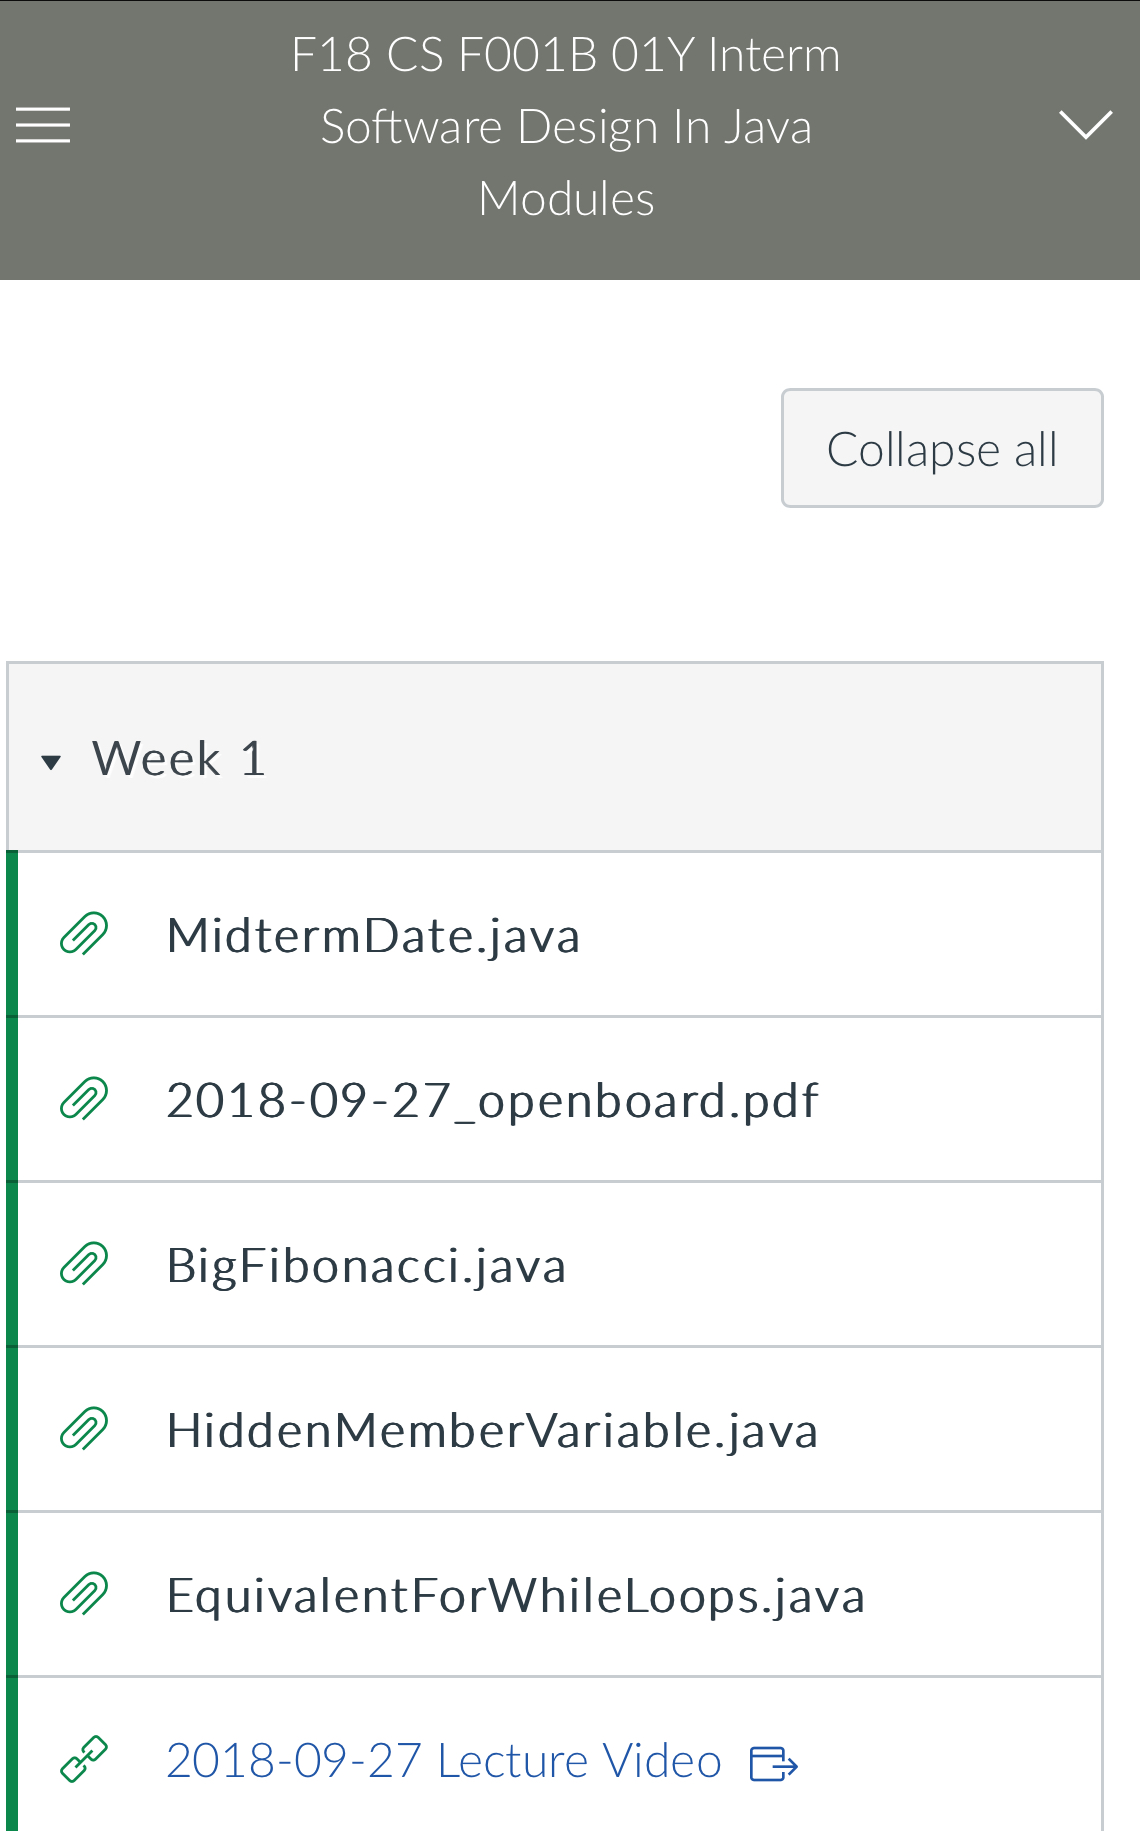 F18 CS F001B 01Y Interm
Software Design In Java
Modules
Collapse all
Week 1
MidtermDate.java
2018-09-27_openboard.pdf
BigFibonacci.java
HiddenMemberVariable.java
EquivalentForWhileLoops.java
2018-09-27 Lecture Video